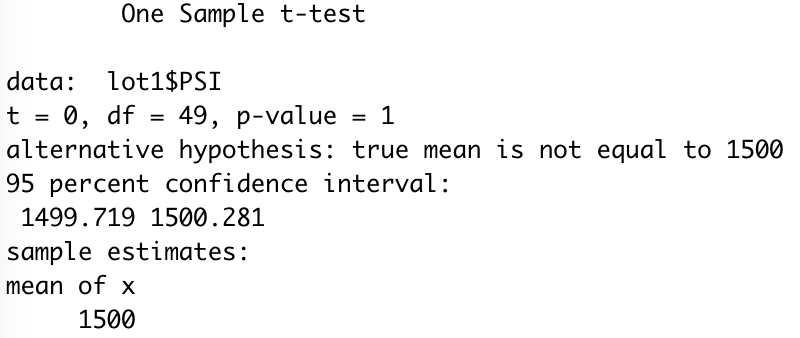 One Sample t-test
data:  lot1$PSI
t = 0, df = 49, p-value = 1
alternative hypothesis: true mean is not equal to 1500
95 percent confidence interval:
1499.719 1500.281
sample estimates:
mean of x
1500